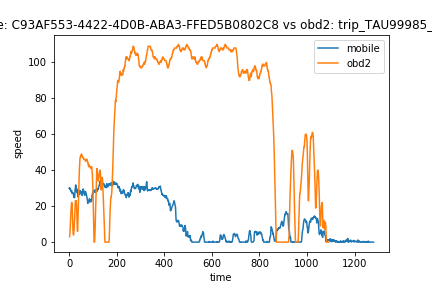 e: C93AF553-4422-4D0B-ABA3-FFED5B0802C8 vs obd2: trip_TAU99985_
mobile
obd2
speed
100
80
60
40
20
0
0 200 400 600 800 1000 1200
time